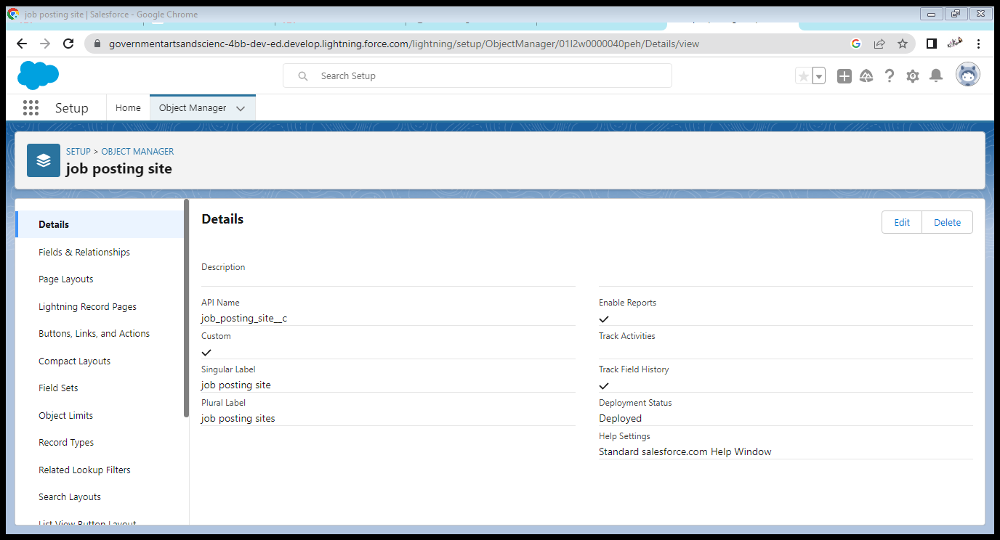 job posting site | Salesforce - Google Chrome
governmentartsandscienc-4bb-dev-ed.develop.lightning.force.com/lightning/setup/ObjectManager/01I2w0000040peh/Details/view
Search Setup
Setup
Home
Object Manager
SETUP > OBJECT MANAGER
job posting site
Details
Fields & Relationships
Page Layouts
Lightning Record Pages
Buttons, Links, and Actions
Compact Layouts
Field Sets
Object Limits
Record Types
Related Lookup Filters
Search Layouts
List View Button Layout
Details
Edit
Delete
Description
API Name
job_posting_site__c
Custom
Singular Label
job posting site
Plural Label
job posting sites
Enable Reports
Track Activities
Track Field History
Deployment Status
Deployed
Help Settings
Standard salesforce.com Help Window